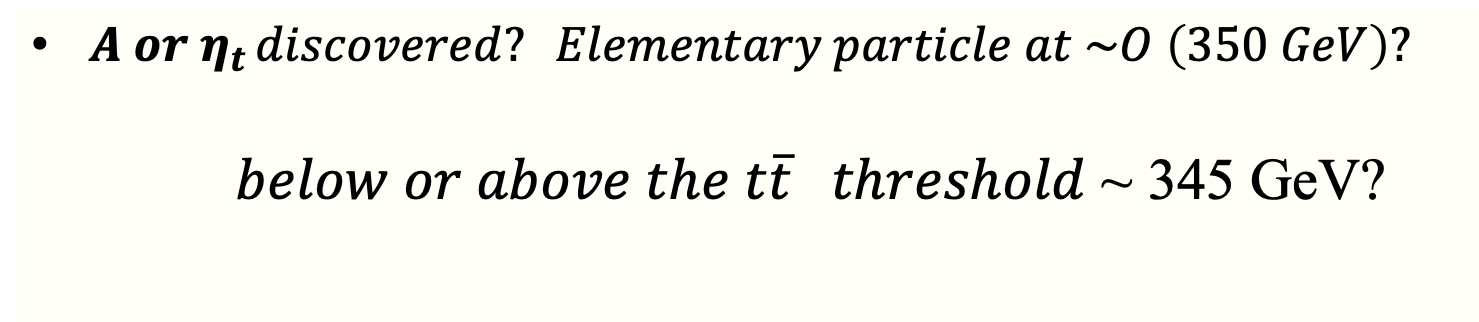 • A or ηₜ discovered? Elementary particle at ~O (350 GeV)?
below or above the tt̅ threshold ~ 345 GeV?